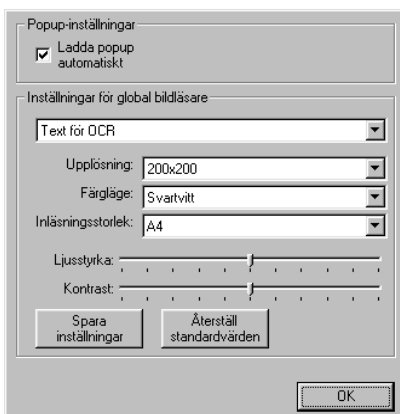 Popup-inställningar
Ladda popup
automatiskt
Inställningar för global bildläsare
Text för OCR
Upplösning: 200x200
Färgläge: Svartvitt
Inläsningsstorlek: A4
Ljusstyrka:
Kontrast:
Spara
inställningar
Återställ
standardvärden
OK